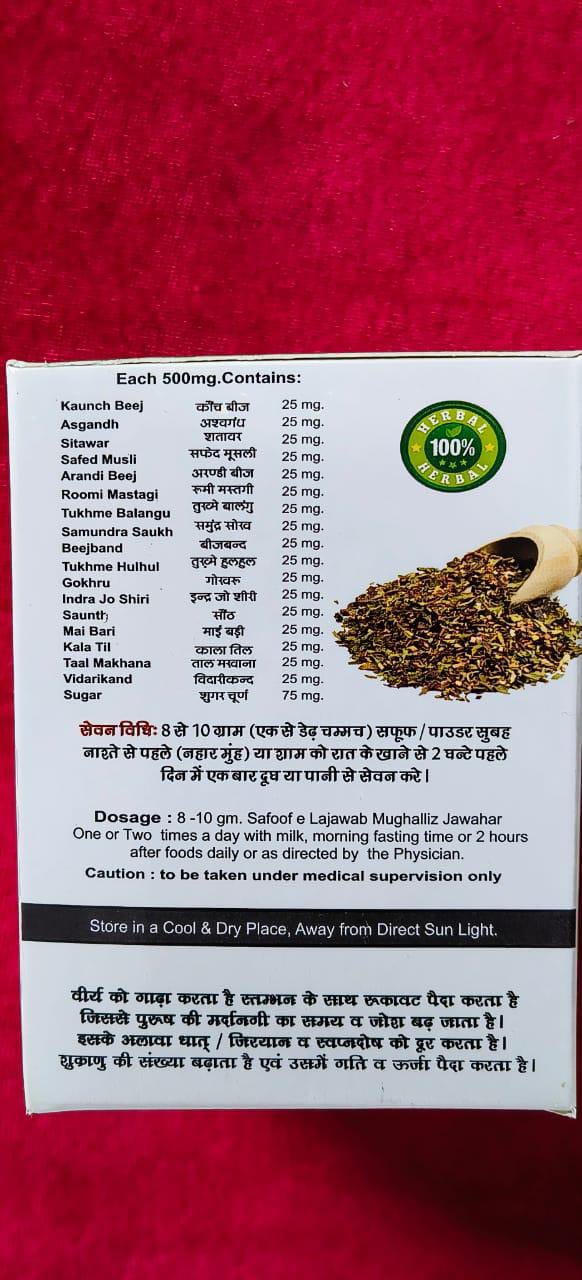 Each 500mg.Contains:
Kaunch Beej कौंच बीज 25 mg.
Asgandh अश्वगंध 25 mg.
Sitawar शतावर 25 mg.
Safed Musli सफेद मूसली 25 mg.
Arandi Beej अरण्डी बीज 25 mg.
Roomi Mastagi रूमी मस्तगी 25 mg.
Tukhme Balangu तुख्मे बालंगु 25 mg.
Samundra Saukh समुंद्र सोख 25 mg.
Beejband बीजबन्द 25 mg.
Tukhme Hulhul तुख्मे हुलहुल 25 mg.
Gokhru गोखरू 25 mg.
Indra Jo Shiri इन्द्र जो शीरी 25 mg.
Saunth सौंठ 25 mg.
Mai Bari माई बड़ी 25 mg.
Kala Til काला तिल 25 mg.
Taal Makhana ताल मखाना 25 mg.
Vidarikand विदारीकन्द 25 mg.
Sugar शुगर चूर्ण 75 mg.
HERBAL
100%
HERBAL
सेवन विधि: 8 से 10 ग्राम (एक से डेढ़ चम्मच) सफूफ / पाउडर सुबह
नाश्ते से पहले (नहार मुंह) या शाम को रात के खाने से 2 घन्टे पहले
दिन में एक बार दूध या पानी से सेवन करे।
Dosage : 8 -10 gm. Safoof e Lajawab Mughalliz Jawahar
One or Two times a day with milk, morning fasting time or 2 hours
after foods daily or as directed by the Physician.
Caution : to be taken under medical supervision only
Store in a Cool & Dry Place, Away from Direct Sun Light.
वीर्य को गाढ़ा करता है स्तम्भन के साथ रूकावट पैदा करता है
जिससे पुरूष की मर्दानगी का समय व जोश बढ़ जाता है।
इसके अलावा धात् / जिरयान व स्वप्नदोष को दूर करता है।
शुकाणु की संख्या बढ़ाता है एवं उसमें गति व ऊर्जा पैदा करता है।